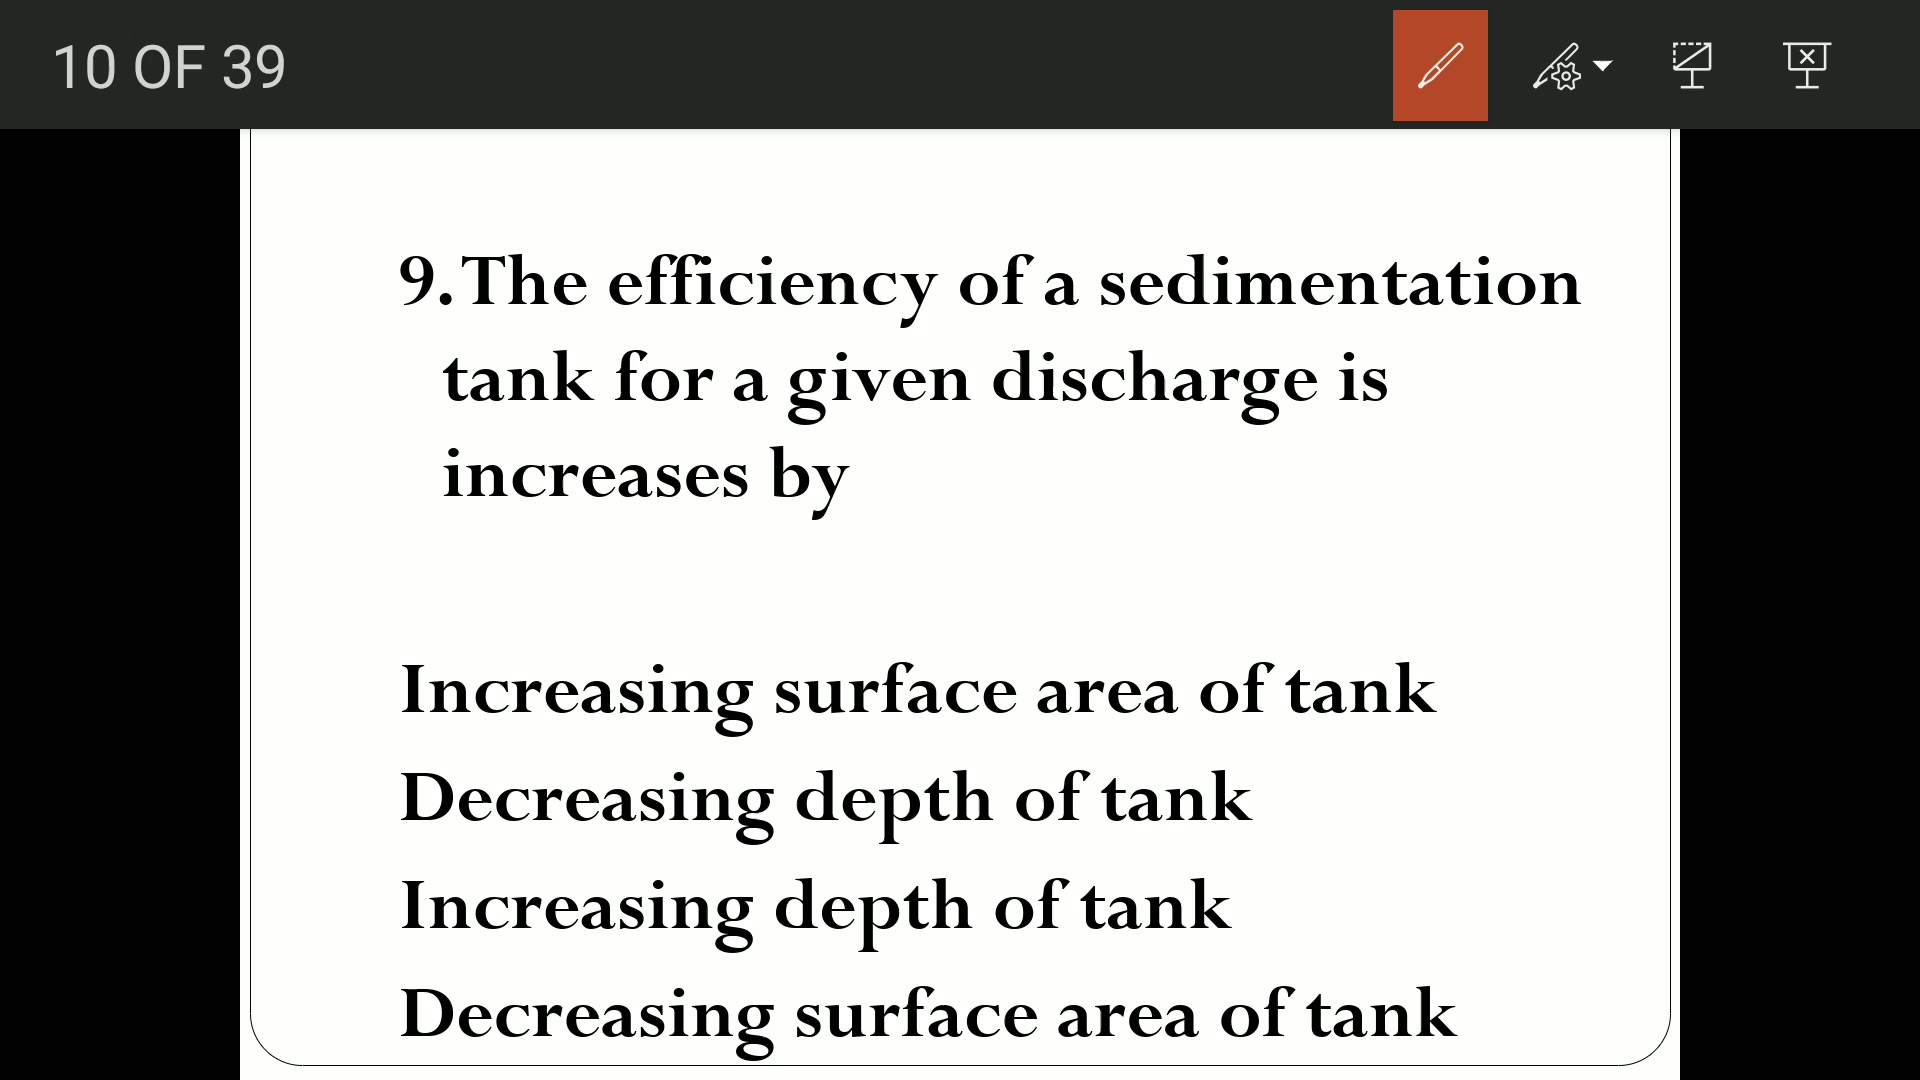 10 OF 39
9.The efficiency of a sedimentation
tank for a given discharge is
increases by
Increasing surface area of tank
Decreasing depth of tank
Increasing depth of tank
Decreasing surface area of tank